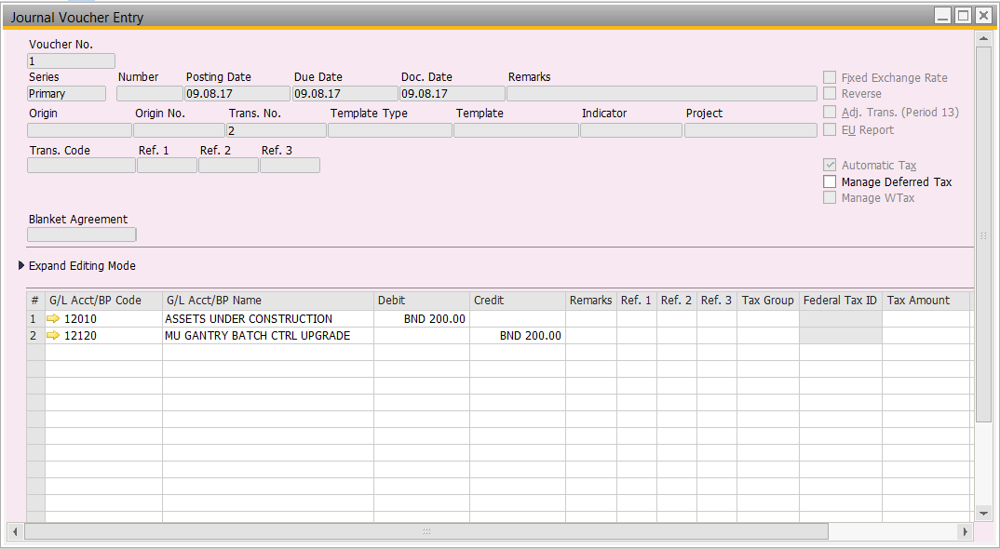 Journal Voucher Entry
Voucher No.
1
Series Number Posting Date Due Date Doc. Date Remarks
Primary 09.08.17 09.08.17 09.08.17
Fixed Exchange Rate
Reverse
Origin Origin No. Trans. No. Template Type Template Indicator Project
2
Adj. Trans. (Period 13)
EU Report
Trans. Code Ref. 1 Ref. 2 Ref. 3
Automatic Tax
Manage Deferred Tax
Manage WTax
Blanket Agreement
Expand Editing Mode
# G/L Acct/BP Code G/L Acct/BP Name Debit Credit Remarks Ref. 1 Ref. 2 Ref. 3 Tax Group Federal Tax ID Tax Amount
1 12010 ASSETS UNDER CONSTRUCTION BND 200.00
2 12120 MU GANTRY BATCH CTRL UPGRADE BND 200.00